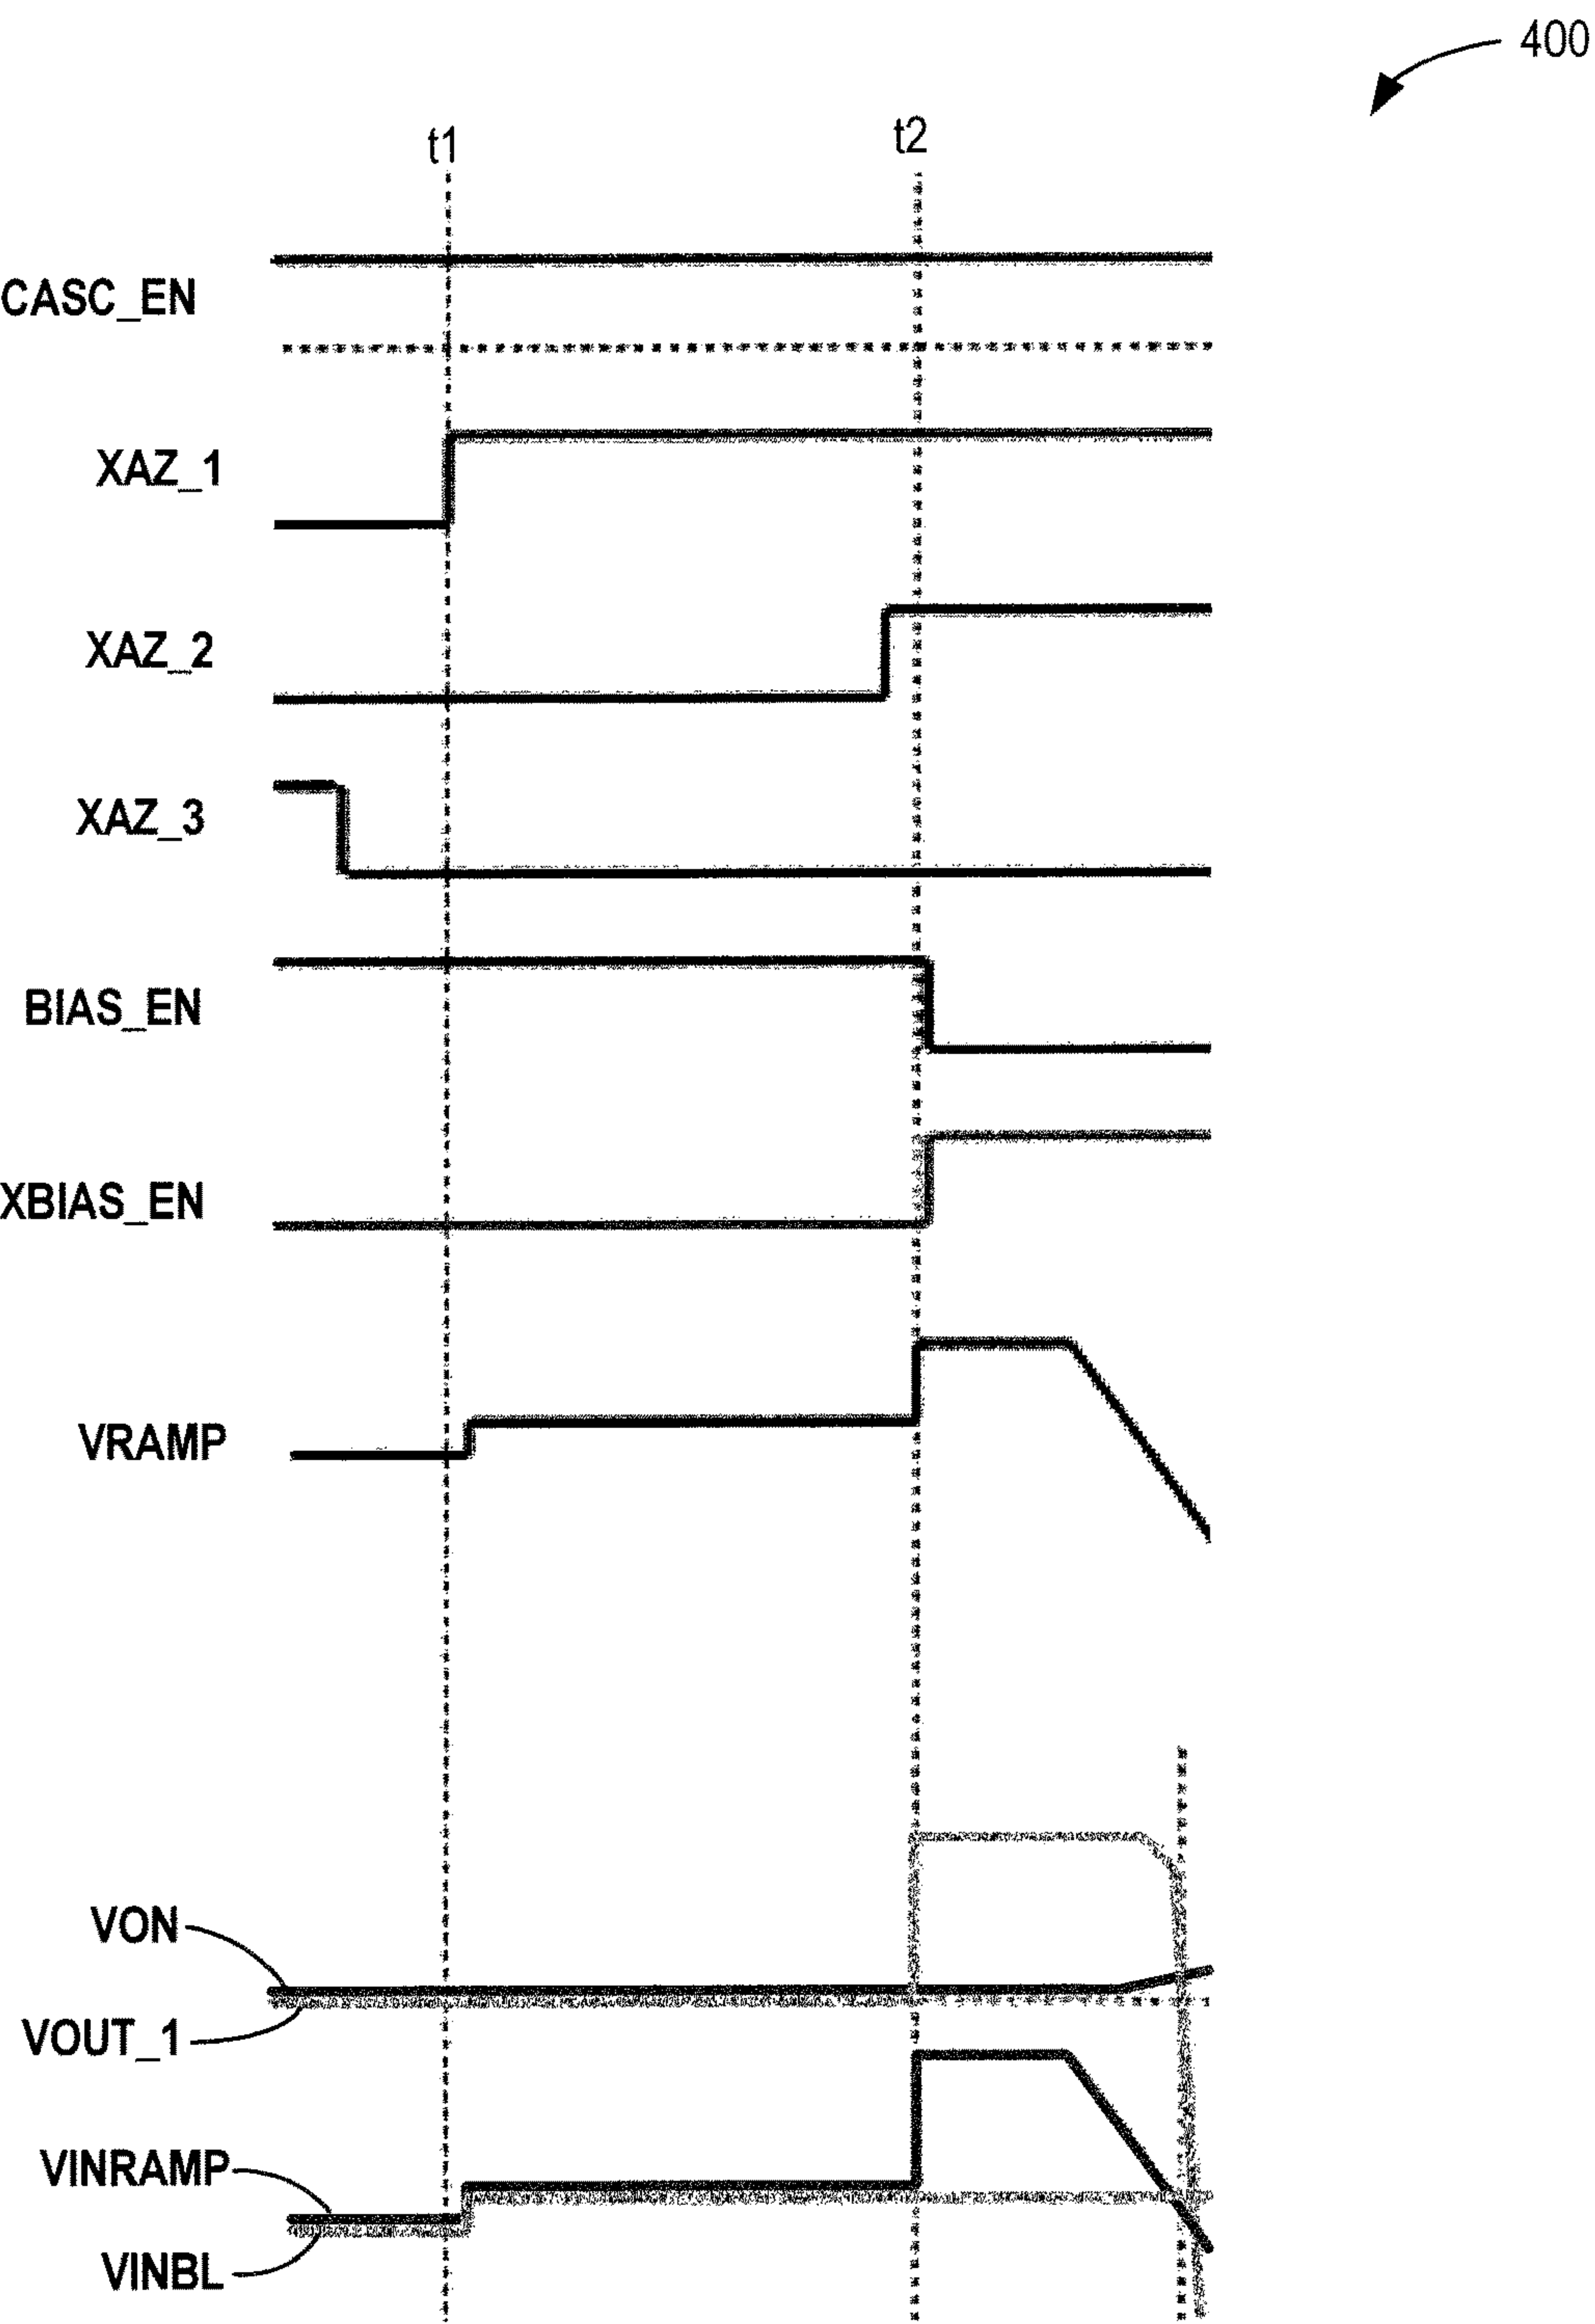 400
t1 t2
CASC_EN
XAZ_1
XAZ_2
XAZ_3
BIAS_EN
XBIAS_EN
VRAMP
VON
VOUT_1
VINRAMP
VINBL